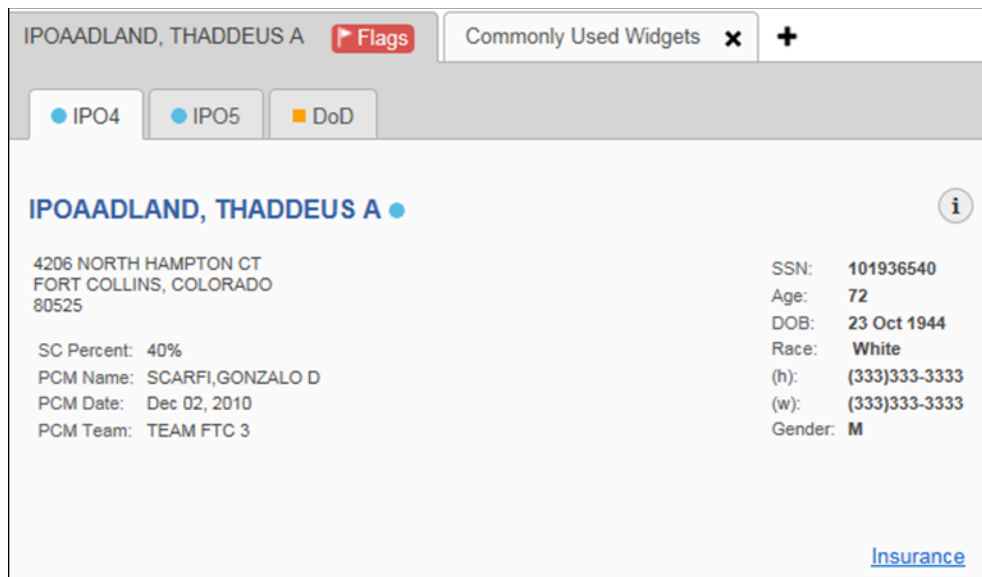 IPOAADLAND, THADDEUS A Flags Commonly Used Widgets × +
IPO4 IPO5 DoD
IPOAADLAND, THADDEUS A
i
4206 NORTH HAMPTON CT
FORT COLLINS, COLORADO
80525
SC Percent: 40%
PCM Name: SCARFI,GONZALO D
PCM Date: Dec 02, 2010
PCM Team: TEAM FTC 3
SSN: 101936540
Age: 72
DOB: 23 Oct 1944
Race: White
(h): (333)333-3333
(w): (333)333-3333
Gender: M
Insurance